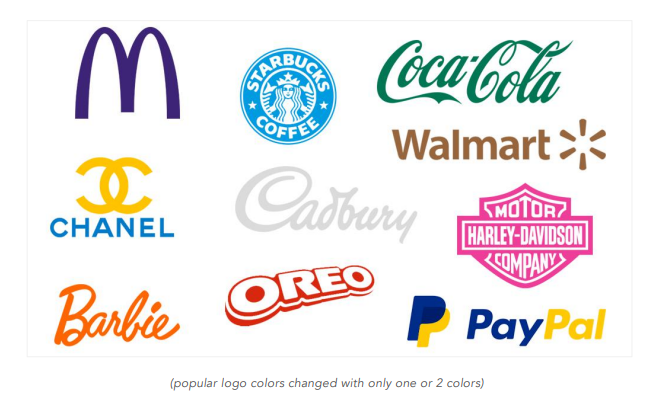 M
STARBUCKS
COFFEE
Coca-Cola
Walmart
CHANEL
Cadbury
MOTOR
HARLEY-DAVIDSON
COMPANY
Barbie
OREO
P PayPal
(popular logo colors changed with only one or 2 colors)